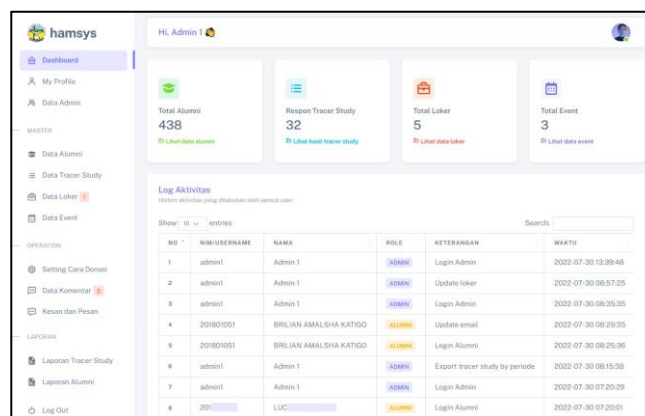 hamsys
Dashboard
My Profile
Data Admin
MASTER
Data Alumni
Data Tracer Study
Data Loker 1
Data Event
OPERATION
Setting Cara Donasi
Data Komentar 3
Kesan dan Pesan
LAPORAN
Laporan Tracer Study
Laporan Alumni
Log Out
Hi, Admin 1
Total Alumni
438
Lihat data alumni
Respon Tracer Study
32
Lihat hasil tracer study
Total Loker
5
Lihat data loker
Total Event
3
Lihat data event
Log Aktivitas
Histori aktivitas yang dilakukan oleh semua user
Show 10 entries Search:
NO NIM/USERNAME NAMA ROLE KETERANGAN WAKTU
1 admin1 Admin 1 ADMIN Login Admin 2022-07-30 13:39:48
2 admin1 Admin 1 ADMIN Update loker 2022-07-30 08:57:25
3 admin1 Admin 1 ADMIN Login Admin 2022-07-30 08:35:35
4 201801051 BRILIAN AMALSHA KATIGO ALUMNI Update email 2022-07-30 08:29:35
5 201801051 BRILIAN AMALSHA KATIGO ALUMNI Login Alumni 2022-07-30 08:25:36
6 admin1 Admin 1 ADMIN Export tracer study by periode 2022-07-30 08:15:38
7 admin1 Admin 1 ADMIN Login Admin 2022-07-30 07:20:29
8 201 LUC ALUMNI Login Alumni 2022-07-30 07:20:01